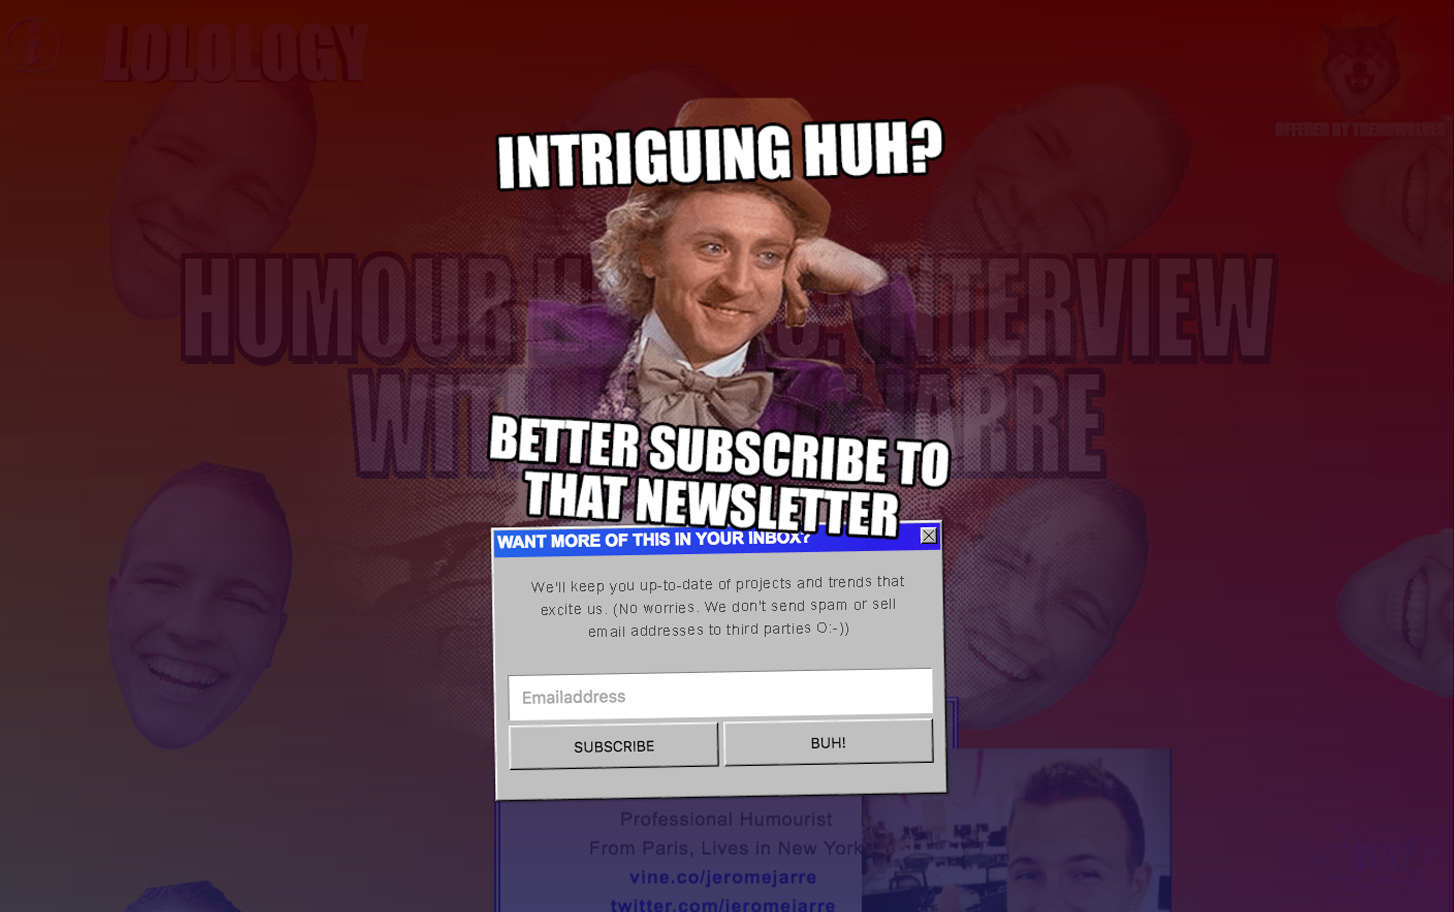 i
LOLOLOGY
OFFERED BY TRENDWOLVES
INTRIGUING HUH?
HUMOUR INTERVIEW
WITH JARRE
BETTER SUBSCRIBE TO
THAT NEWSLETTER
WANT MORE OF THIS IN YOUR INBOX?
We'll keep you up-to-date of projects and trends that
excite us. (No worries. We don't send spam or sell
email addresses to third parties O:-))
Emailaddress
SUBSCRIBE
BUH!
Professional Humourist
From Paris, Lives in New York
vine.co/jeromejarre
twitter.com/jeromejarre